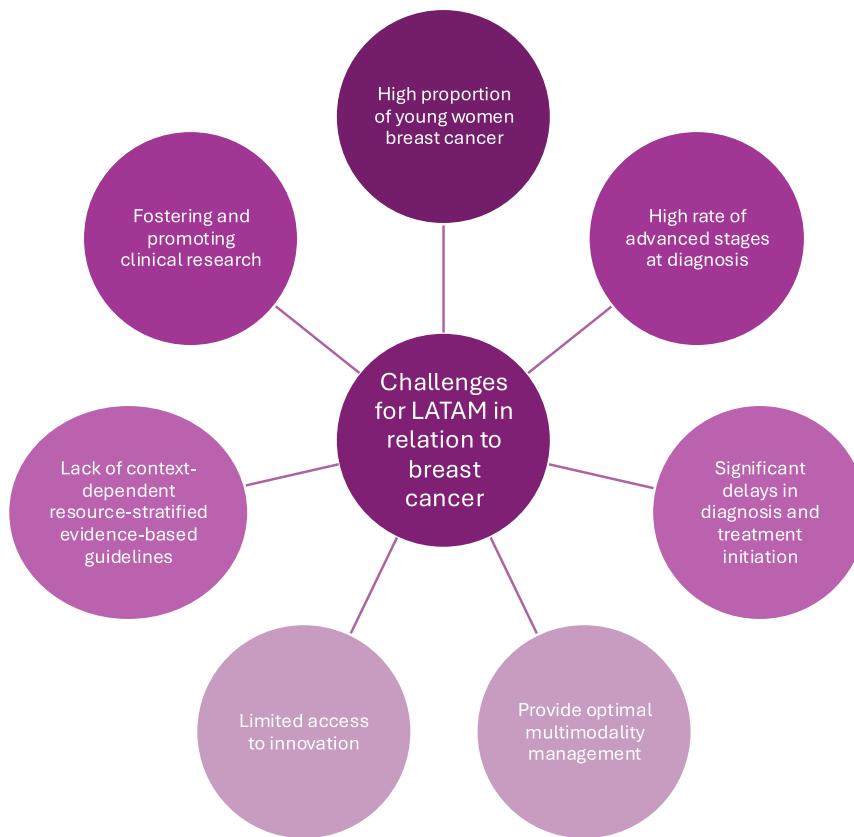 High proportion
of young women
breast cancer
Fostering and
promoting
clinical research
High rate of
advanced stages
at diagnosis
Challenges
for LATAM in
relation to
breast
cancer
Lack of context-
dependent
resource-stratified
evidence-based
guidelines
Significant
delays in
diagnosis and
treatment
initiation
Limited access
to innovation
Provide optimal
multimodality
management